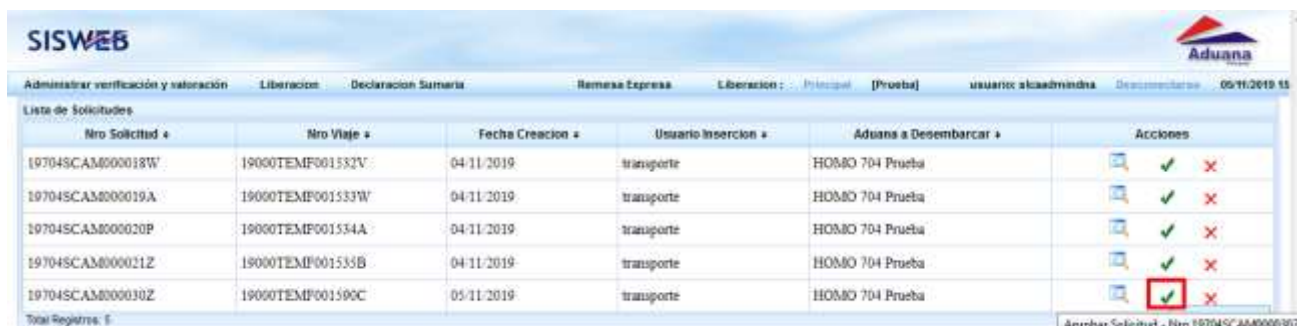 SISWEB
Aduana
Administrar verificación y valoración Liberacion Declaracion Sumaria Remesa Expresa Liberacion : Principal [Prueba] usuario: alcaadmindna Desconectarse 05/11/2019 15
Lista de Solicitudes
Nro Solicitud Nro Viaje Fecha Creacion Usuario Insercion Aduana a Desembarcar Acciones
19704SCAM000018W 19000TEMF001532V 04/11/2019 transporte HOMO 704 Prueba
19704SCAM000019A 19000TEMF001533W 04/11/2019 transporte HOMO 704 Prueba
19704SCAM000020P 19000TEMF001534A 04/11/2019 transporte HOMO 704 Prueba
19704SCAM000021Z 19000TEMF001535B 04/11/2019 transporte HOMO 704 Prueba
19704SCAM000030Z 19000TEMF001590C 05/11/2019 transporte HOMO 704 Prueba
Total Registros: 5
Aprobar Solicitud - Nro 19704SCAM000030Z